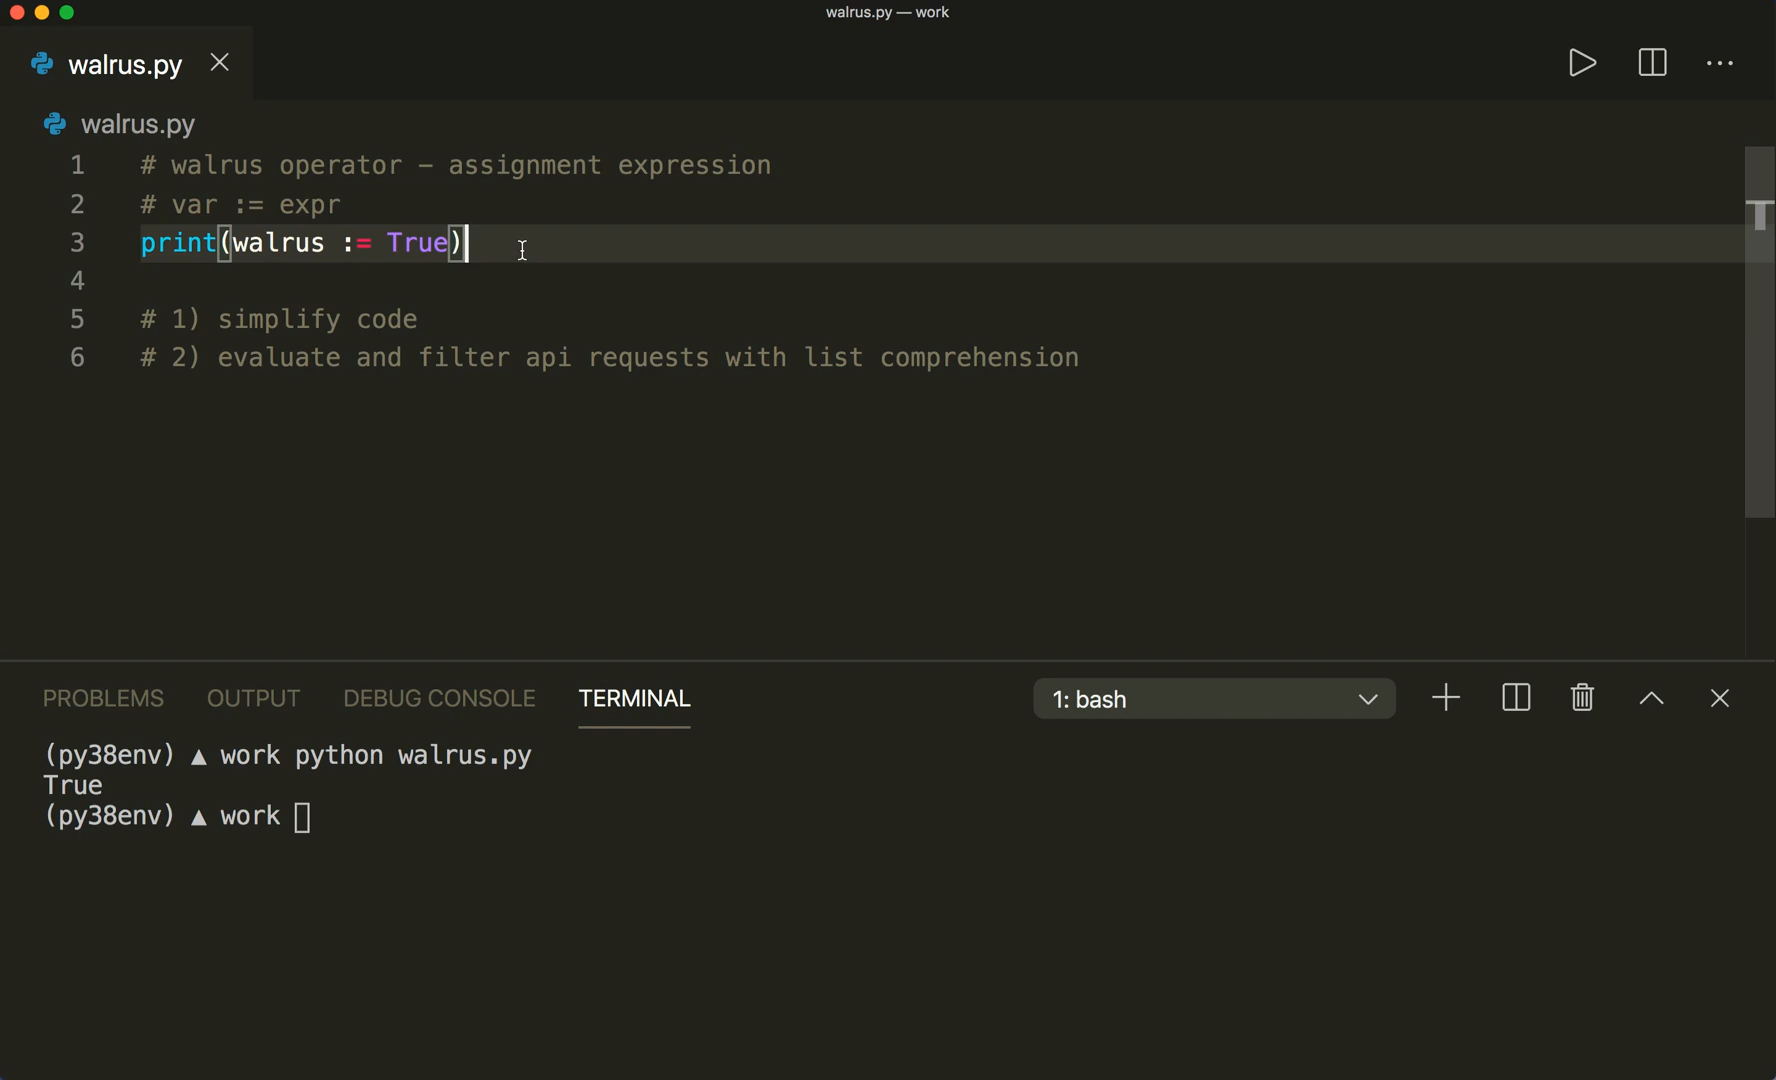 walrus.py — work
walrus.py
walrus.py
1 # walrus operator – assignment expression
2 # var := expr
3 print(walrus := True)
4
5 # 1) simplify code
6 # 2) evaluate and filter api requests with list comprehension
PROBLEMS OUTPUT DEBUG CONSOLE TERMINAL 1: bash
(py38env) ▲ work python walrus.py
True
(py38env) ▲ work